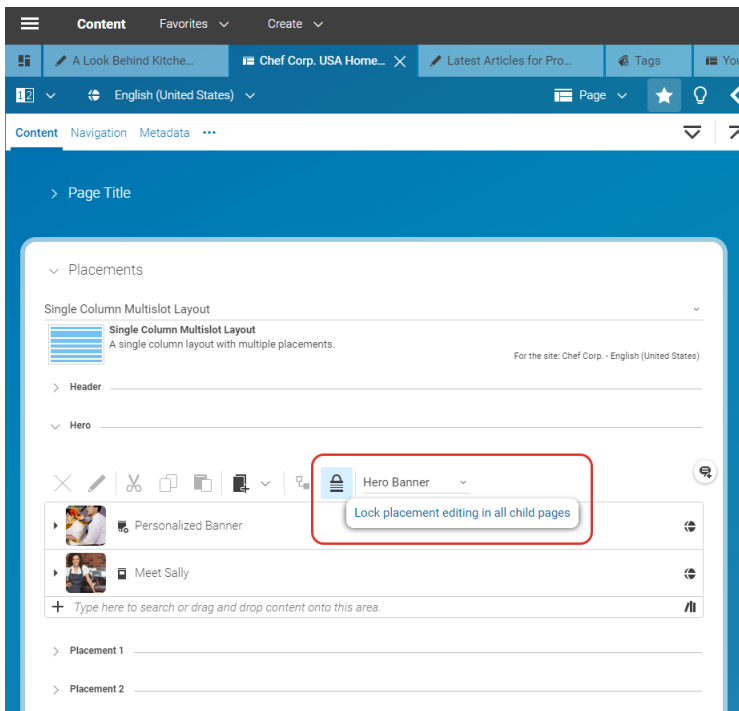 Content Favorites Create
A Look Behind Kitche... Chef Corp. USA Home... Latest Articles for Pro... Tags You
12 English (United States) Page
Content Navigation Metadata
Page Title
Placements
Single Column Multislot Layout
Single Column Multislot Layout
A single column layout with multiple placements.
For the site: Chef Corp. - English (United States)
Header
Hero
Hero Banner
Lock placement editing in all child pages
Personalized Banner
Meet Sally
Type here to search or drag and drop content onto this area.
Placement 1
Placement 2